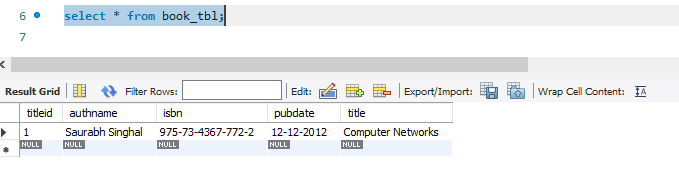 6 select * from book_tbl;
7
Result Grid Filter Rows: Edit: Export/Import: Wrap Cell Content:
titleid authname isbn pubdate title
1 Saurabh Singhal 975-73-4367-772-2 12-12-2012 Computer Networks
NULL NULL NULL NULL NULL